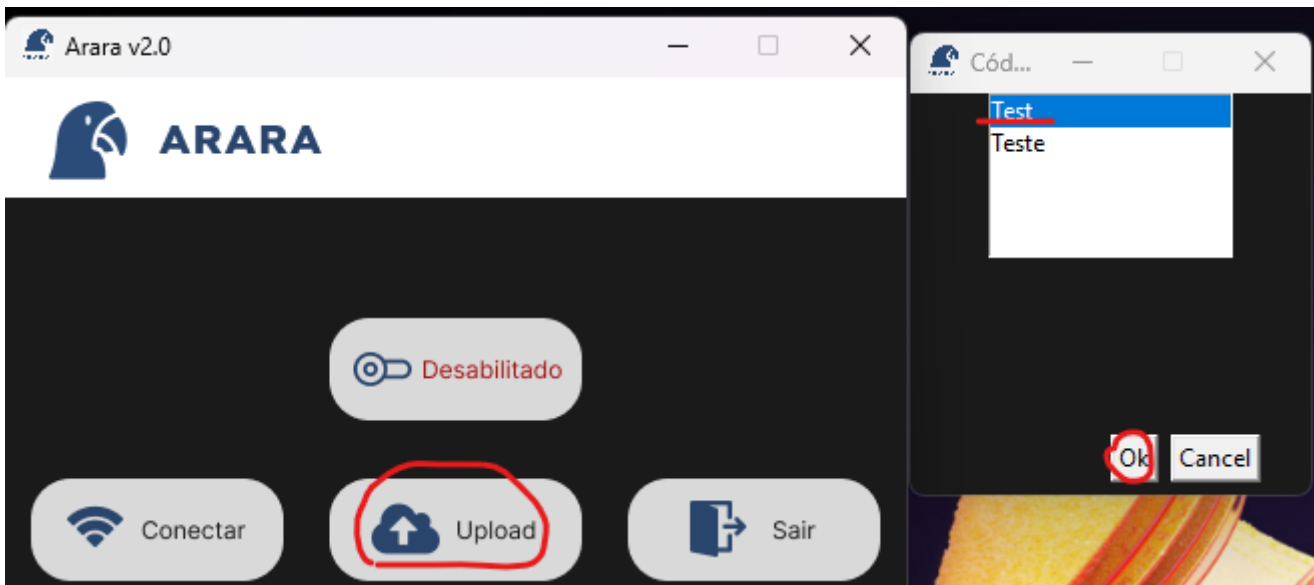 Arara v2.0
ARARA
Desabilitado
Conectar
Upload
Sair
Cód...
Test
Teste
Ok
Cancel